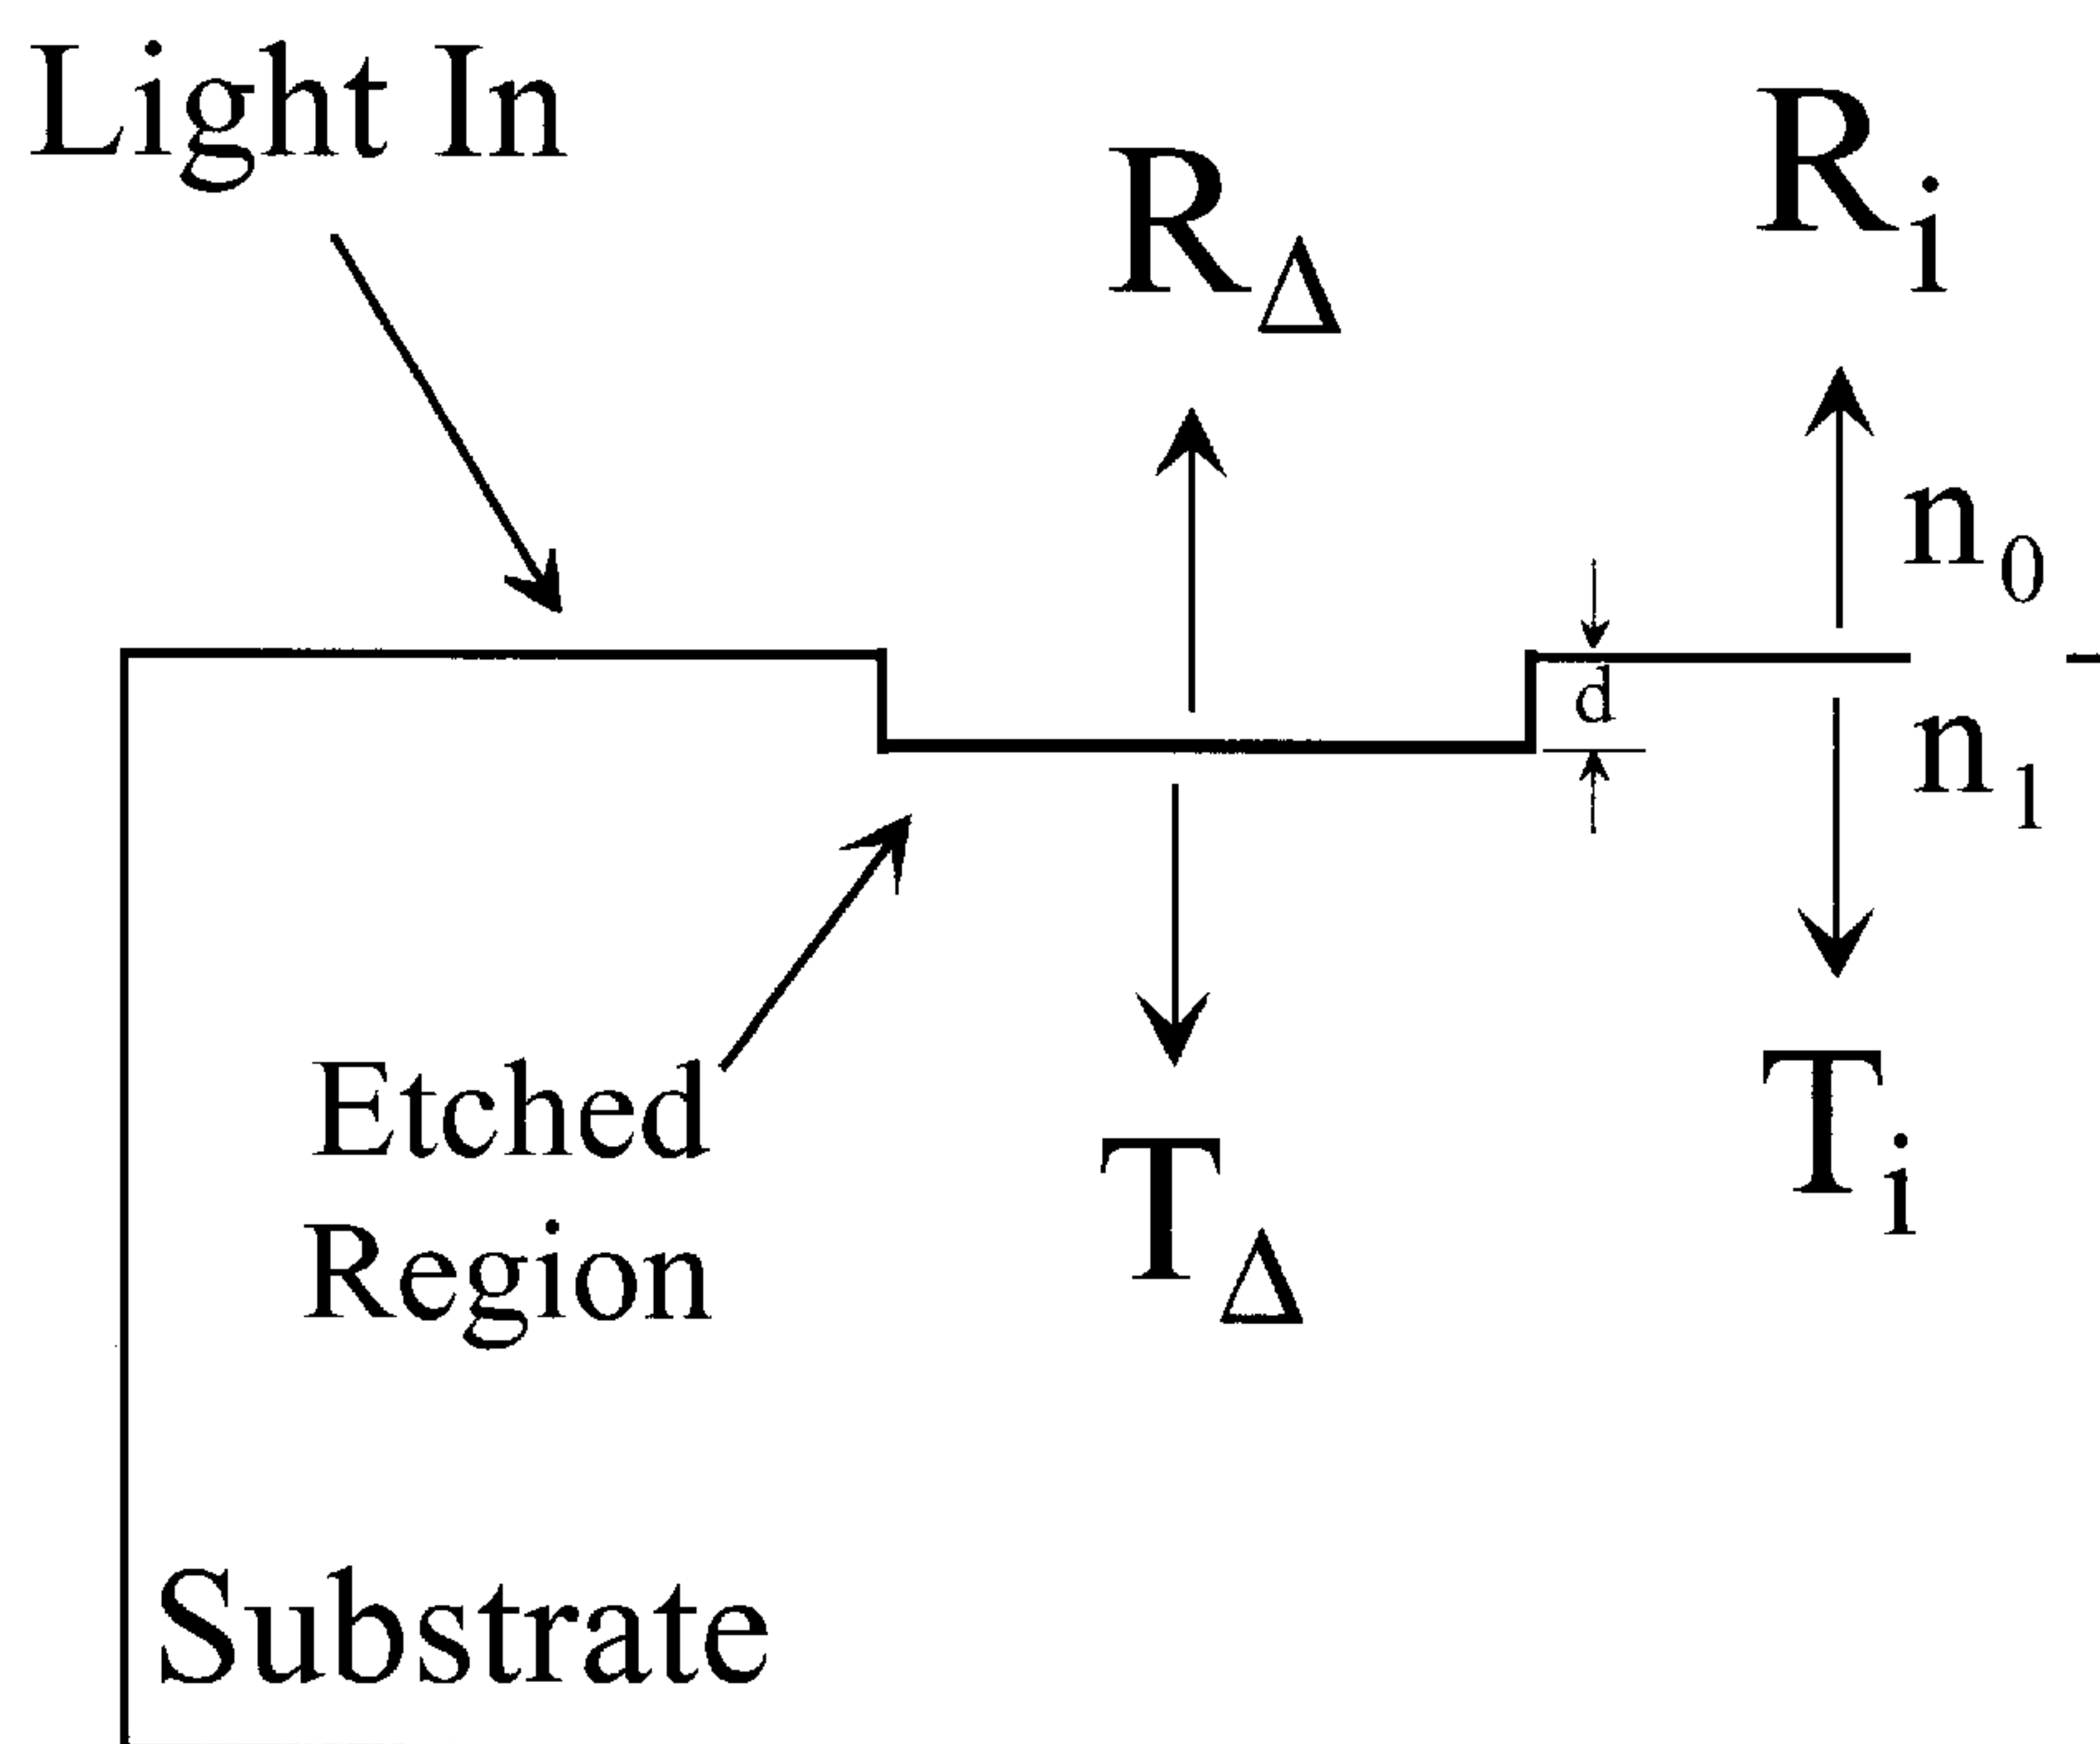 Light In
R_Δ
R_i
n_0
d
n_1
Etched
Region
T_Δ
T_i
Substrate